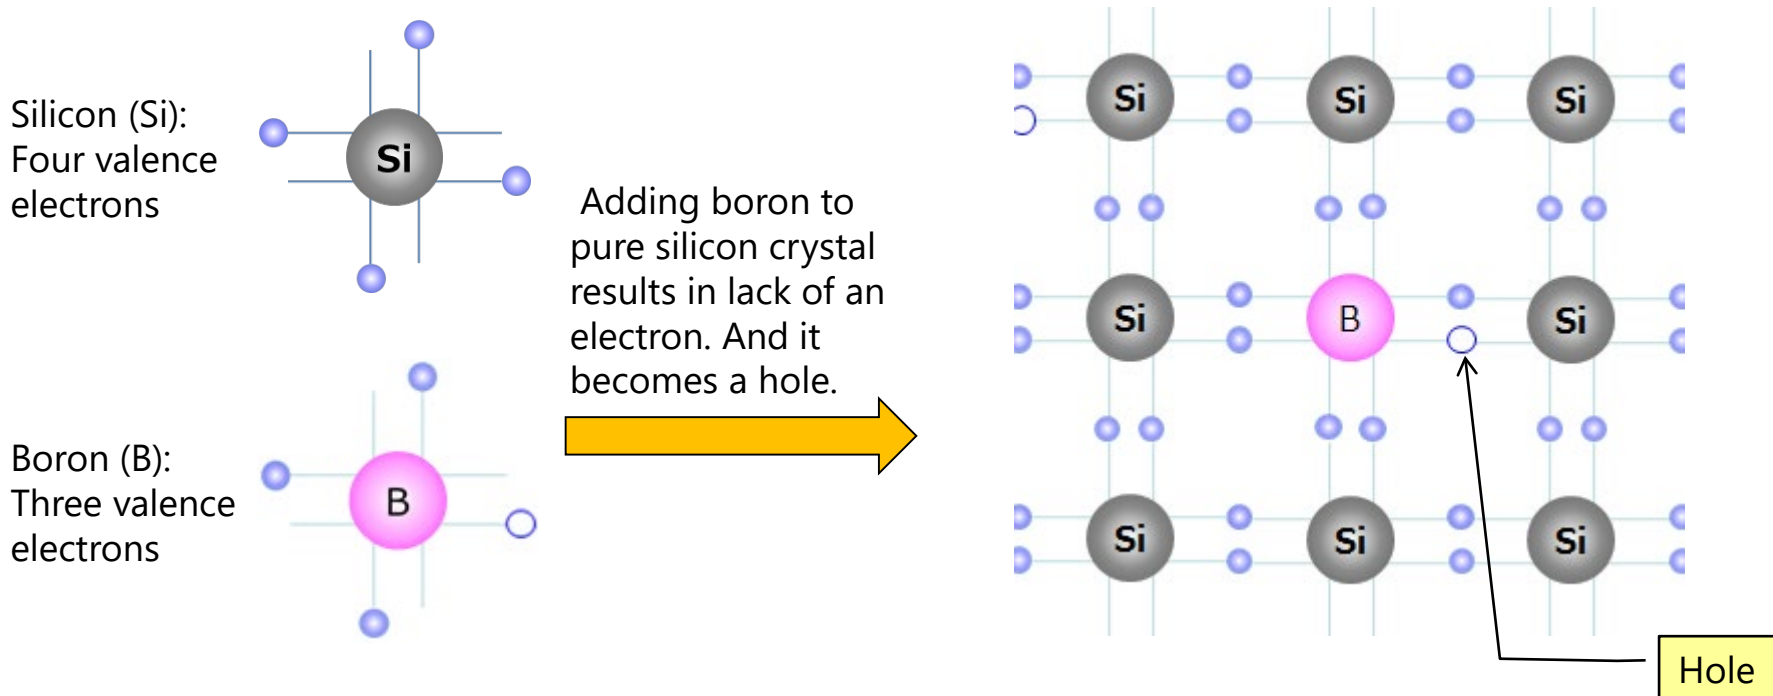 Silicon (Si):
Four valence
electrons
Si
Adding boron to
pure silicon crystal
results in lack of an
electron. And it
becomes a hole.
Boron (B):
Three valence
electrons
B
Si Si Si
Si B Si
Si Si Si
Hole